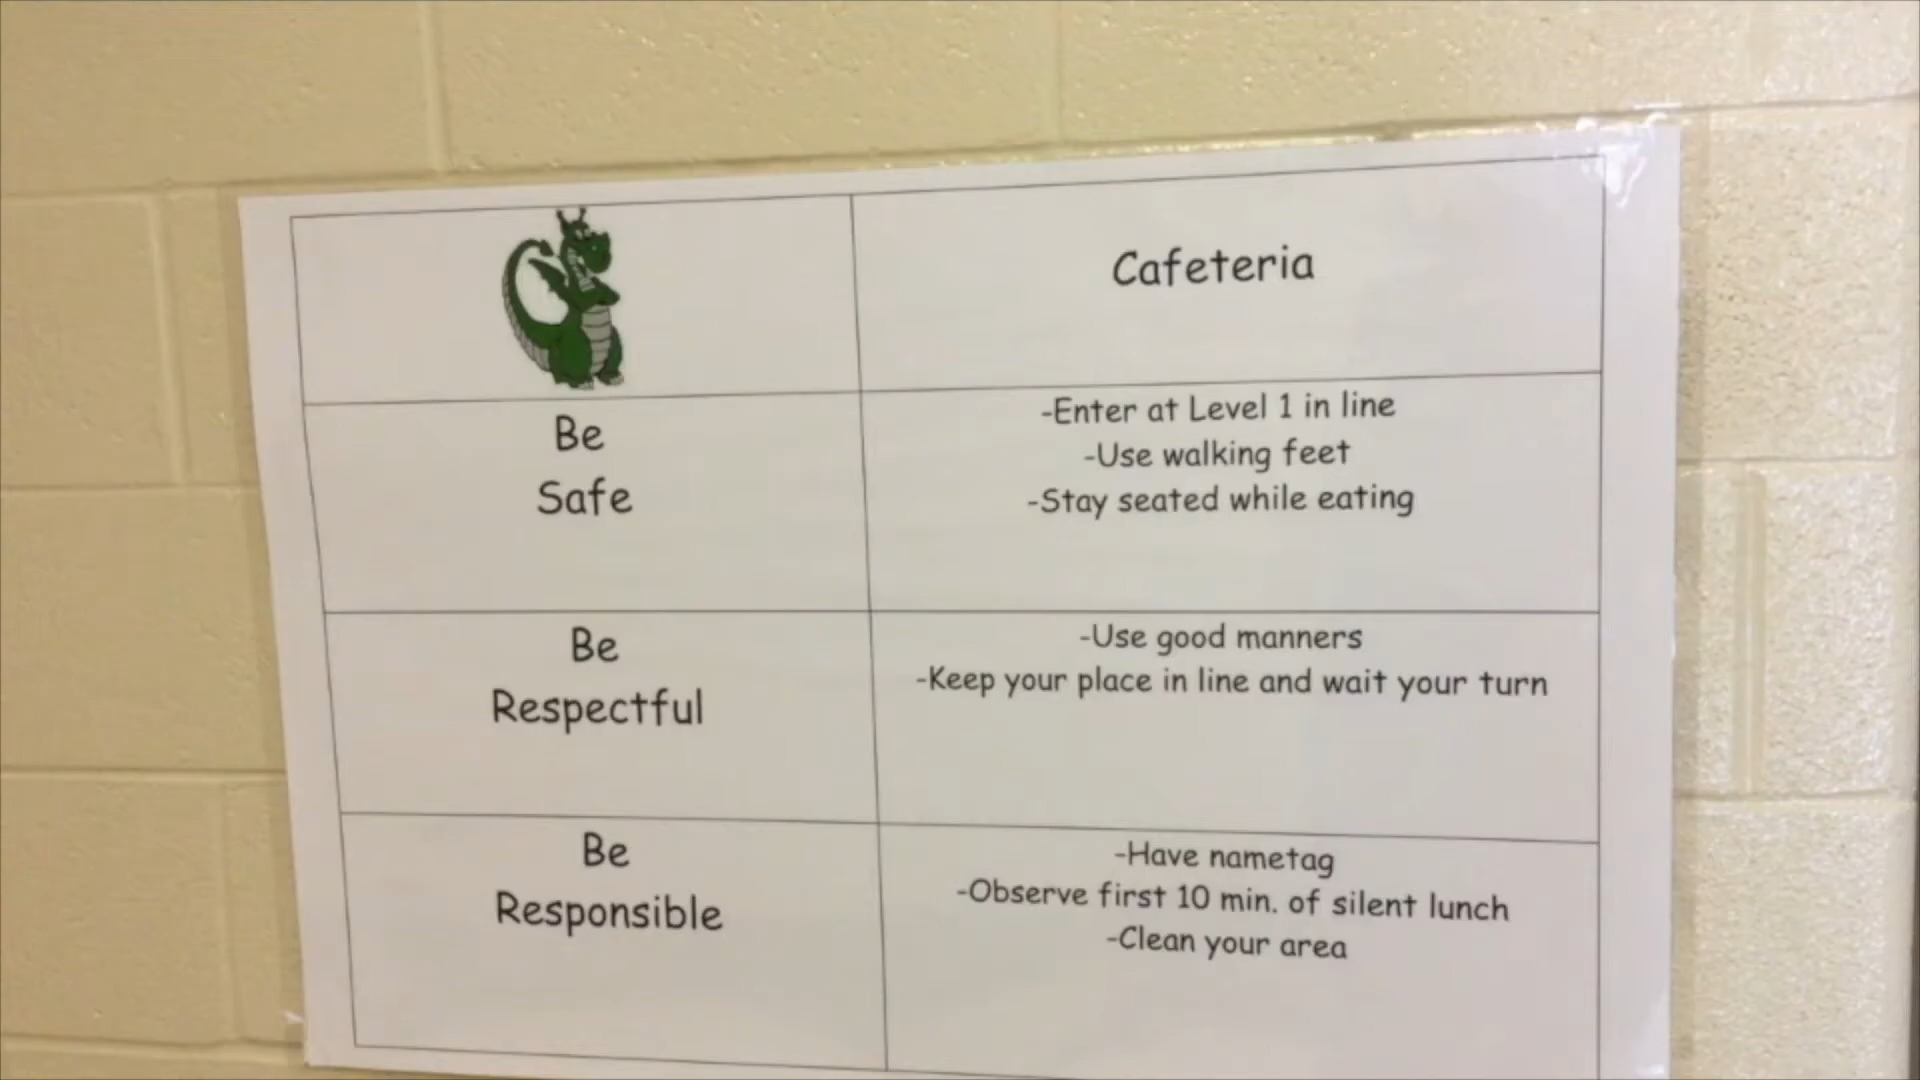 Cafeteria
Be
Safe
-Enter at Level 1 in line
-Use walking feet
-Stay seated while eating
Be
Respectful
-Use good manners
-Keep your place in line and wait your turn
Be
Responsible
-Have nametag
-Observe first 10 min. of silent lunch
-Clean your area